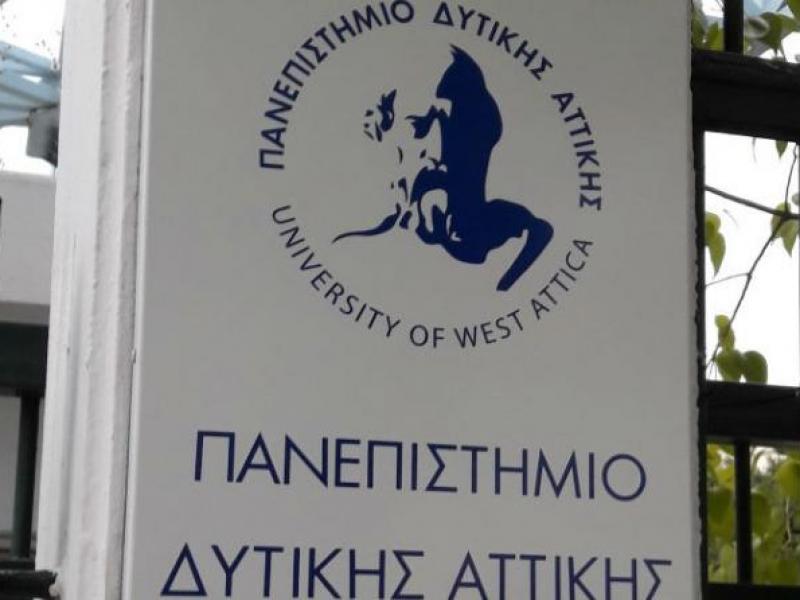 ΠΑΝΕΠΙΣΤΗΜΙΟ ΔΥΤΙΚΗΣ ΑΤΤΙΚΗΣ
UNIVERSITY OF WEST ATTICA
ΠΑΝΕΠΙΣΤΗΜΙΟ
ΔΥΤΙΚΗΣ ΑΤΤΙΚΗΣ